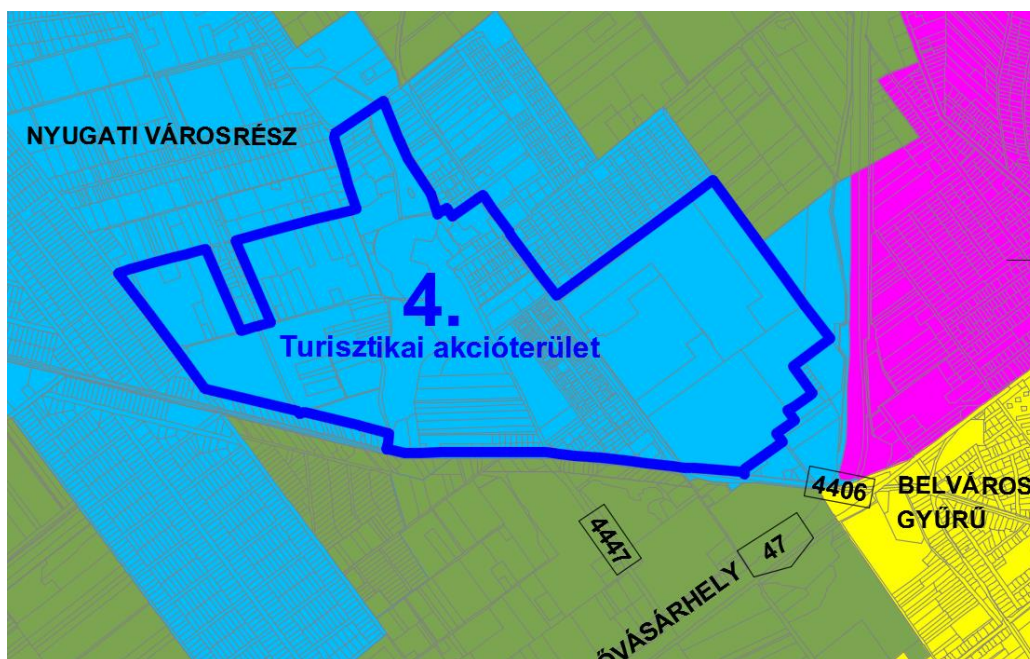 NYUGATI VÁROSRÉSZ
4.
Turisztikai akcióterület
4406
BELVÁROS
GYŰRŰ
4447
47
ŐVÁSÁRHELY